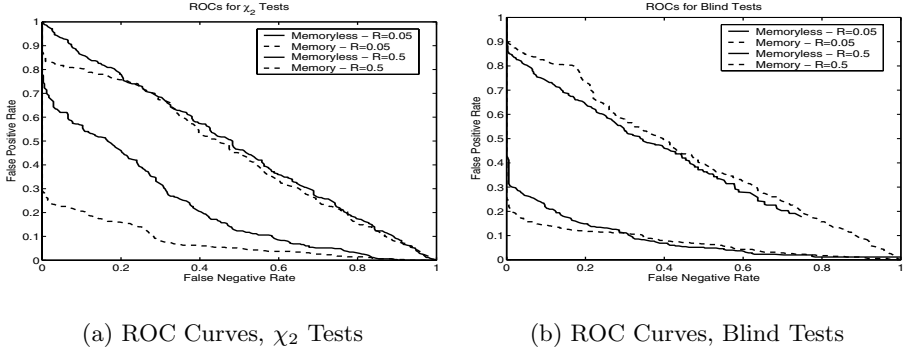 ROCs for χ2 Tests
Memoryless – R=0.05
Memory – R=0.05
Memoryless – R=0.5
Memory – R=0.5
False Positive Rate
1
0.9
0.8
0.7
0.6
0.5
0.4
0.3
0.2
0.1
0
0 0.2 0.4 0.6 0.8 1
False Negative Rate
(a) ROC Curves, χ2 Tests
ROCs for Blind Tests
Memoryless – R=0.05
Memory – R=0.05
Memoryless – R=0.5
Memory – R=0.5
False Positive Rate
1
0.9
0.8
0.7
0.6
0.5
0.4
0.3
0.2
0.1
0
0 0.2 0.4 0.6 0.8 1
False Negative Rate
(b) ROC Curves, Blind Tests